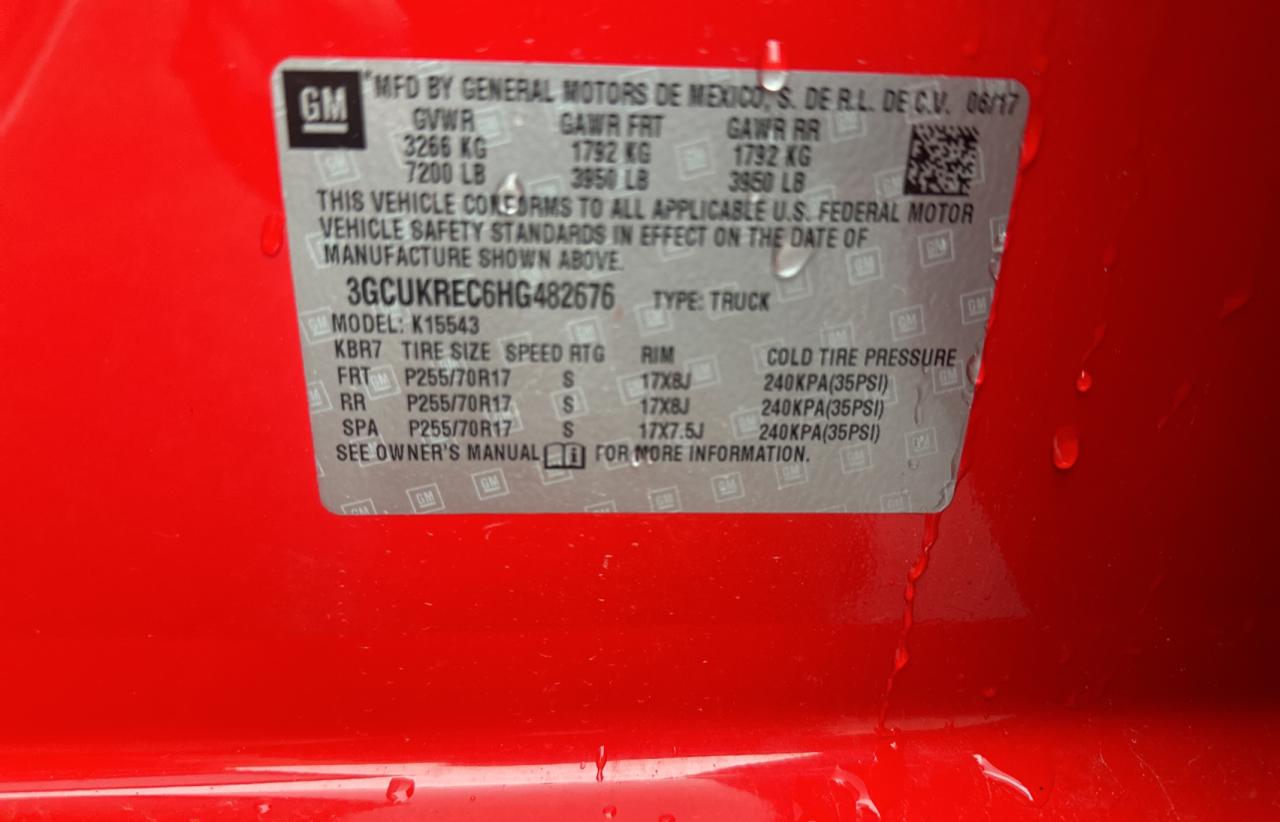 GM
MFD BY GENERAL MOTORS DE MEXICO, S. DE R.L. DE C.V. 06/17
GVWR GAWR FRT GAWR RR
3266 KG 1792 KG 1792 KG
7200 LB 3950 LB 3950 LB
THIS VEHICLE CONFORMS TO ALL APPLICABLE U.S. FEDERAL MOTOR
VEHICLE SAFETY STANDARDS IN EFFECT ON THE DATE OF
MANUFACTURE SHOWN ABOVE.
3GCUKREC6HG482676 TYPE: TRUCK
MODEL: K15543
KBR7 TIRE SIZE SPEED RTG RIM COLD TIRE PRESSURE
FRT P255/70R17 S 17X8J 240KPA(35PSI)
RR P255/70R17 S 17X8J 240KPA(35PSI)
SPA P255/70R17 S 17X7.5J 240KPA(35PSI)
SEE OWNER'S MANUAL FOR MORE INFORMATION.